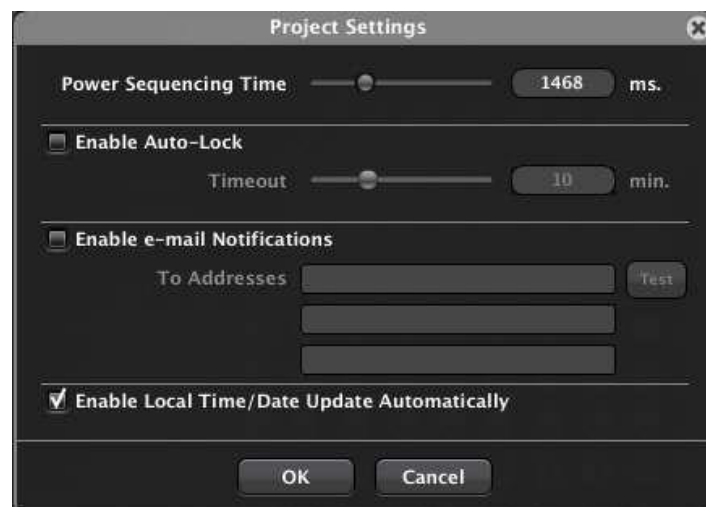 Project Settings
Power Sequencing Time 1468 ms.
Enable Auto-Lock
Timeout 10 min.
Enable e-mail Notifications
To Addresses Test
Enable Local Time/Date Update Automatically
OK Cancel